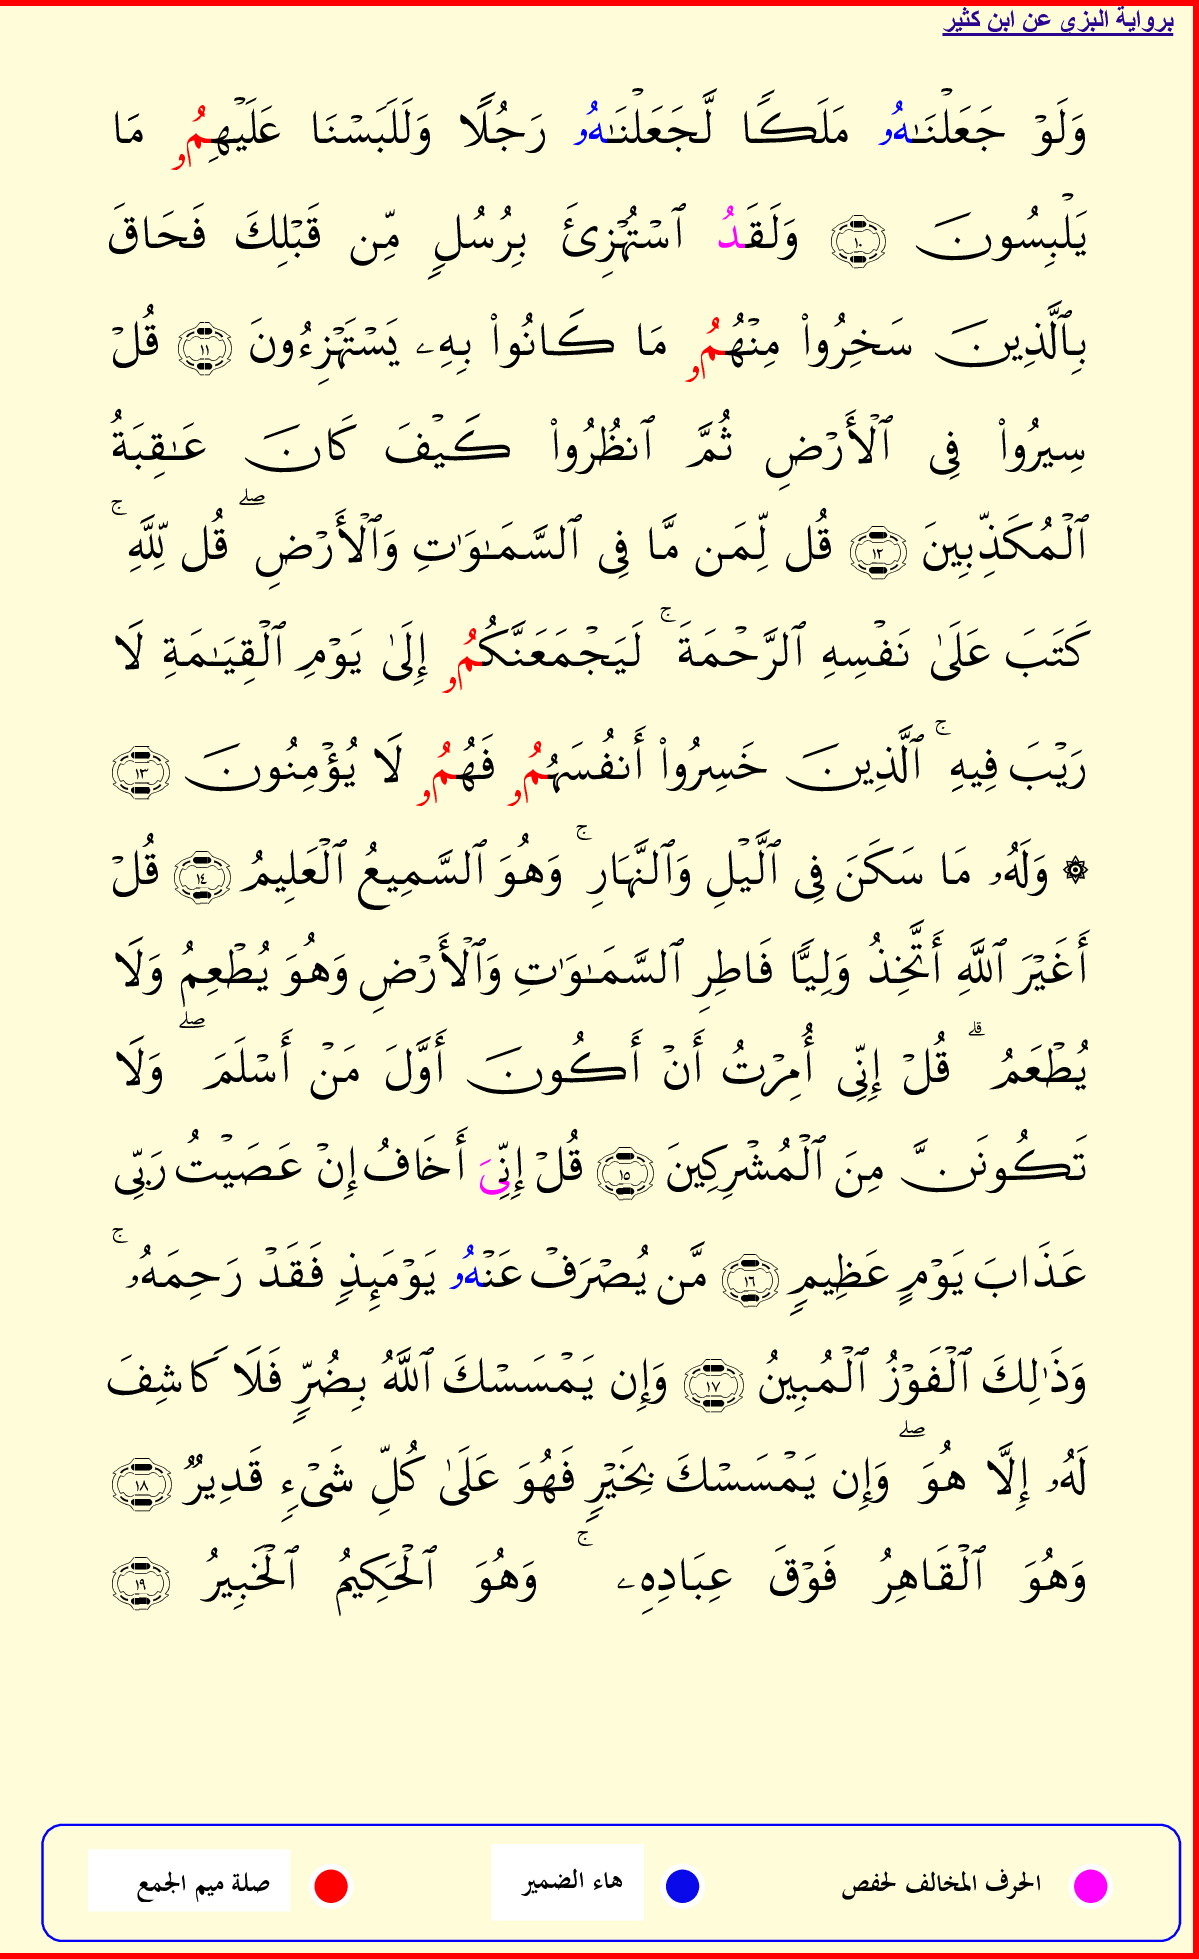 برواية البزى عن ابن كثير
وَلَوْ جَعَلْنَـٰهُۥ مَلَكًا لَّجَعَلْنَـٰهُۥ رَجُلًا وَلَلَبَسْنَا عَلَيْهِمُۥ مَا
يَلْبِسُونَ ١٠ وَلَقَدُ ٱسْتُهْزِئَ بِرُسُلٍ مِّن قَبْلِكَ فَحَاقَ
بِٱلَّذِينَ سَخِرُوا۟ مِنْهُمُۥ مَا كَانُوا۟ بِهِۦ يَسْتَهْزِءُونَ ١١ قُلْ
سِيرُوا۟ فِى ٱلْأَرْضِ ثُمَّ ٱنظُرُوا۟ كَيْفَ كَانَ عَـٰقِبَةُ
ٱلْمُكَذِّبِينَ ١٢ قُل لِّمَن مَّا فِى ٱلسَّمَـٰوَٰتِ وَٱلْأَرْضِ ۖ قُل لِّلَّهِ ۚ
كَتَبَ عَلَىٰ نَفْسِهِ ٱلرَّحْمَةَ ۚ لَيَجْمَعَنَّكُمُۥ إِلَىٰ يَوْمِ ٱلْقِيَـٰمَةِ لَا
رَيْبَ فِيهِ ۚ ٱلَّذِينَ خَسِرُوا۟ أَنفُسَهُمُۥ فَهُمُۥ لَا يُؤْمِنُونَ ١٣
۞ وَلَهُۥ مَا سَكَنَ فِى ٱلَّيْلِ وَٱلنَّهَارِ ۚ وَهُوَ ٱلسَّمِيعُ ٱلْعَلِيمُ ١٤ قُلْ
أَغَيْرَ ٱللَّهِ أَتَّخِذُ وَلِيًّا فَاطِرِ ٱلسَّمَـٰوَٰتِ وَٱلْأَرْضِ وَهُوَ يُطْعِمُ وَلَا
يُطْعَمُ ۗ قُلْ إِنِّى أُمِرْتُ أَنْ أَكُونَ أَوَّلَ مَنْ أَسْلَمَ ۖ وَلَا
تَكُونَنَّ مِنَ ٱلْمُشْرِكِينَ ١٥ قُلْ إِنِّىَ أَخَافُ إِنْ عَصَيْتُ رَبِّى
عَذَابَ يَوْمٍ عَظِيمٍ ١٦ مَّن يُصْرَفْ عَنْهُۥ يَوْمَئِذٍ فَقَدْ رَحِمَهُۥ ۚ
وَذَٰلِكَ ٱلْفَوْزُ ٱلْمُبِينُ ١٧ وَإِن يَمْسَسْكَ ٱللَّهُ بِضُرٍّ فَلَا كَاشِفَ
لَهُۥ إِلَّا هُوَ ۖ وَإِن يَمْسَسْكَ بِخَيْرٍ فَهُوَ عَلَىٰ كُلِّ شَىْءٍ قَدِيرٌ ١٨
وَهُوَ ٱلْقَاهِرُ فَوْقَ عِبَادِهِۦ ۚ وَهُوَ ٱلْحَكِيمُ ٱلْخَبِيرُ ١٩
الحرف المخالف لحفص هاء الضمير صلة ميم الجمع